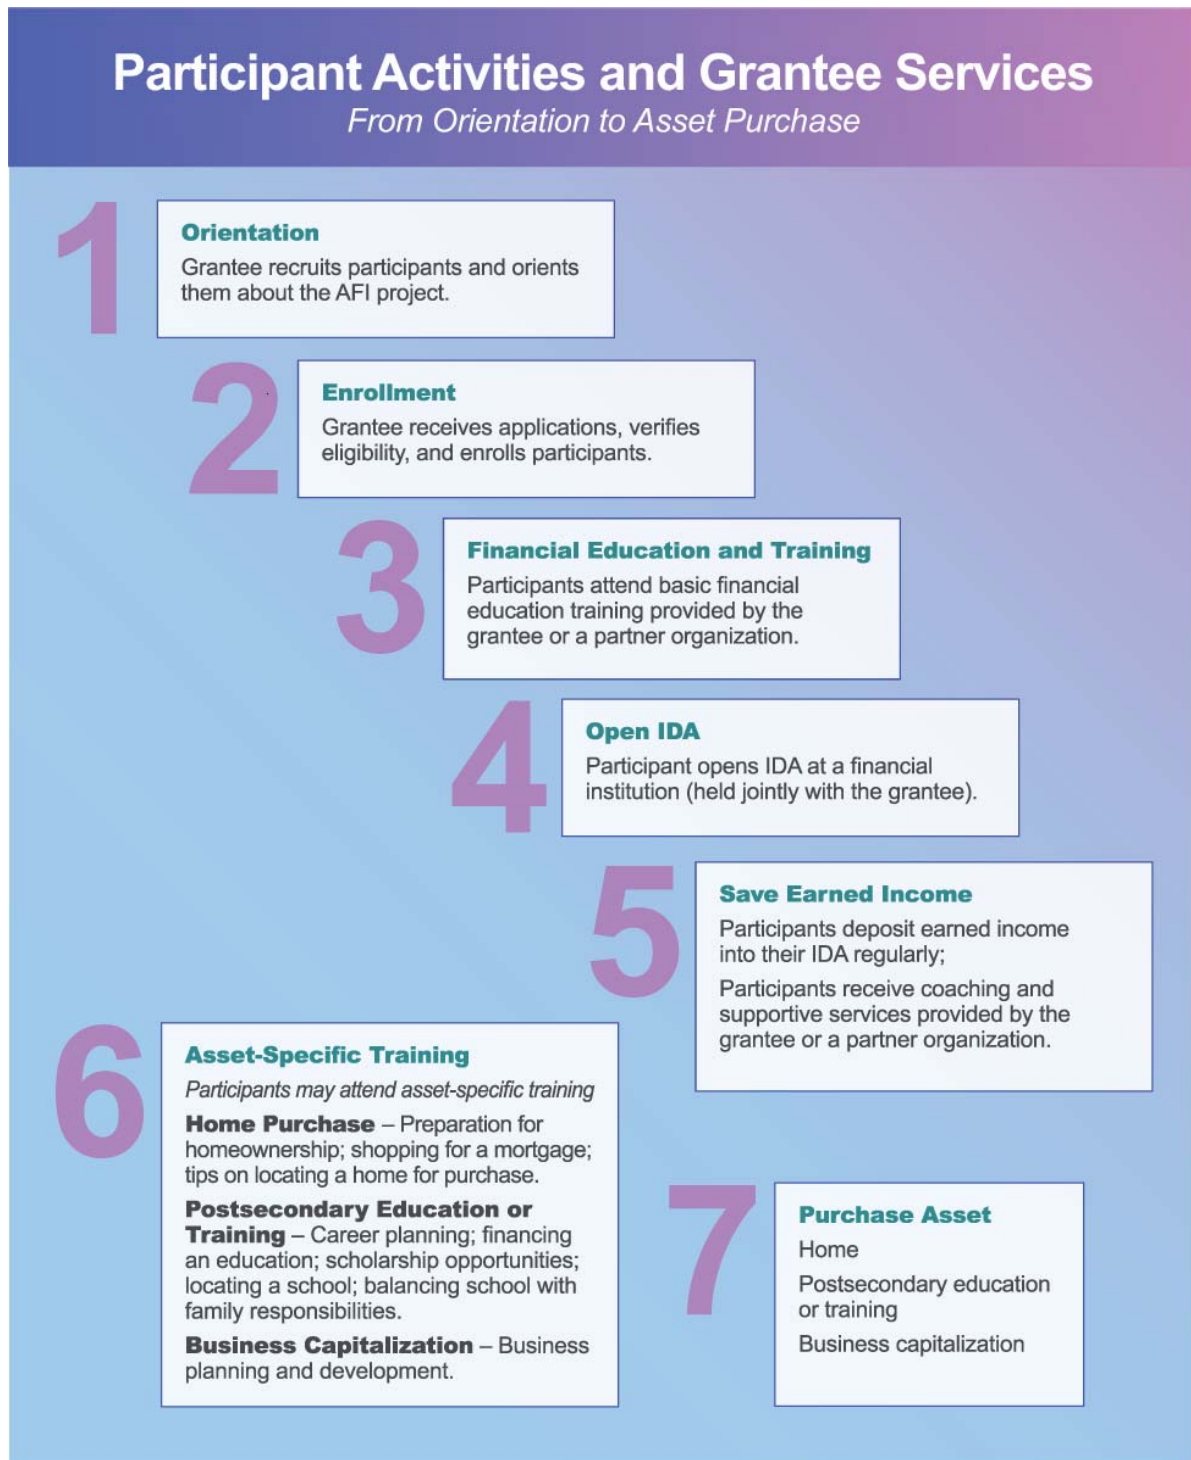 Participant Activities and Grantee Services
From Orientation to Asset Purchase
1
Orientation
Grantee recruits participants and orients
them about the AFI project.
2
Enrollment
Grantee receives applications, verifies
eligibility, and enrolls participants.
3
Financial Education and Training
Participants attend basic financial
education training provided by the
grantee or a partner organization.
4
Open IDA
Participant opens IDA at a financial
institution (held jointly with the grantee).
5
Save Earned Income
Participants deposit earned income
into their IDA regularly;
Participants receive coaching and
supportive services provided by the
grantee or a partner organization.
6
Asset-Specific Training
Participants may attend asset-specific training
Home Purchase – Preparation for
homeownership; shopping for a mortgage;
tips on locating a home for purchase.
Postsecondary Education or
Training – Career planning; financing
an education; scholarship opportunities;
locating a school; balancing school with
family responsibilities.
Business Capitalization – Business
planning and development.
7
Purchase Asset
Home
Postsecondary education
or training
Business capitalization